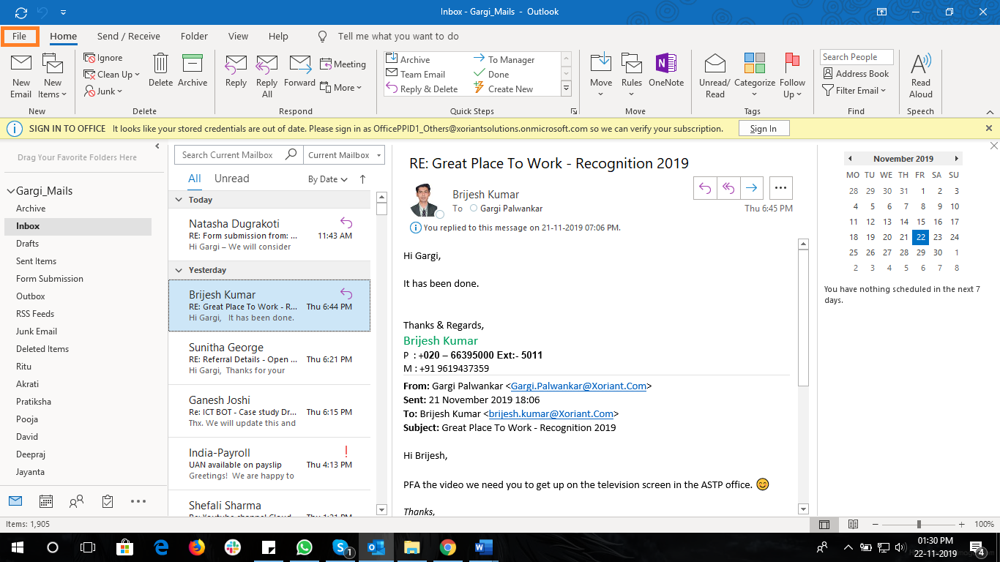 Inbox - Gargi_Mails - Outlook
File Home Send / Receive Folder View Help Tell me what you want to do
New Email
New Items
Ignore
Clean Up
Junk
Delete
Archive
Reply
Reply All
Forward
Meeting
More
Archive
To Manager
Team Email
Done
Reply & Delete
Create New
Move
Rules
OneNote
Unread/ Read
Categorize
Follow Up
Search People
Address Book
Filter Email
Read Aloud
New Delete Respond Quick Steps Move Tags Find Speech
SIGN IN TO OFFICE It looks like your stored credentials are out of date. Please sign in as OfficePPID1_Others@xoriantsolutions.onmicrosoft.com so we can verify your subscription. Sign In
Drag Your Favorite Folders Here
Gargi_Mails
Archive
Inbox
Drafts
Sent Items
Form Submission
Outbox
RSS Feeds
Junk Email
Deleted Items
Ritu
Akrati
Pratiksha
Pooja
David
Deepraj
Jayanta
Search Current Mailbox Current Mailbox
All Unread By Date
Today
Natasha Dugrakoti
RE: Form submission from: ... 11:43 AM
Hi Gargi – We will consider
Yesterday
Brijesh Kumar
RE: Great Place To Work - R... Thu 6:44 PM
Hi Gargi, It has been done.
Sunitha George
RE: Referral Details - Open ... Thu 6:21 PM
Hi Gargi, Thanks for your
Ganesh Joshi
Re: ICT BOT - Case study Dr... Thu 6:15 PM
Thx. We will update this and
India-Payroll
UAN available on payslip Thu 4:13 PM
Greetings! We are happy to
Shefali Sharma
RE: Great Place To Work - Recognition 2019
Brijesh Kumar
To Gargi Palwankar
Thu 6:45 PM
You replied to this message on 21-11-2019 07:06 PM.
Hi Gargi,
It has been done.
Thanks & Regards,
Brijesh Kumar
P : +020 – 66395000 Ext:- 5011
M : +91 9619437359
From: Gargi Palwankar <Gargi.Palwankar@Xoriant.Com>
Sent: 21 November 2019 18:06
To: Brijesh Kumar <brijesh.kumar@Xoriant.Com>
Subject: Great Place To Work - Recognition 2019
Hi Brijesh,
PFA the video we need you to get up on the television screen in the ASTP office. 😊
Thanks,
November 2019
MO TU WE TH FR SA SU
28 29 30 31 1 2 3
4 5 6 7 8 9 10
11 12 13 14 15 16 17
18 19 20 21 22 23 24
25 26 27 28 29 30 1
2 3 4 5 6 7 8
You have nothing scheduled in the next 7
days.
Items: 1,905
100%
1
01:30 PM
22-11-2019
4